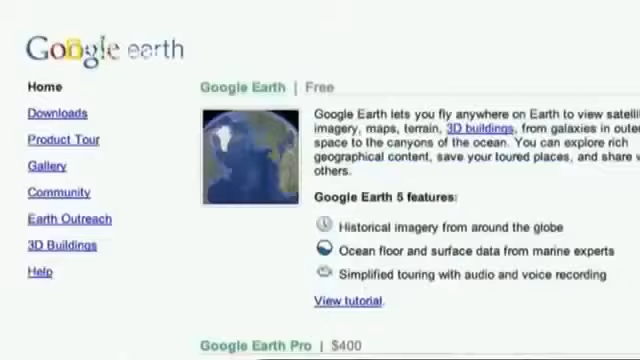 Google earth
Home
Downloads
Product Tour
Gallery
Community
Earth Outreach
3D Buildings
Help
Google Earth | Free
Google Earth lets you fly anywhere on Earth to view satelli
imagery, maps, terrain, 3D buildings, from galaxies in oute
space to the canyons of the ocean. You can explore rich
geographical content, save your toured places, and share w
others.
Google Earth 5 features:
Historical imagery from around the globe
Ocean floor and surface data from marine experts
Simplified touring with audio and voice recording
View tutorial.
Google Earth Pro | $400